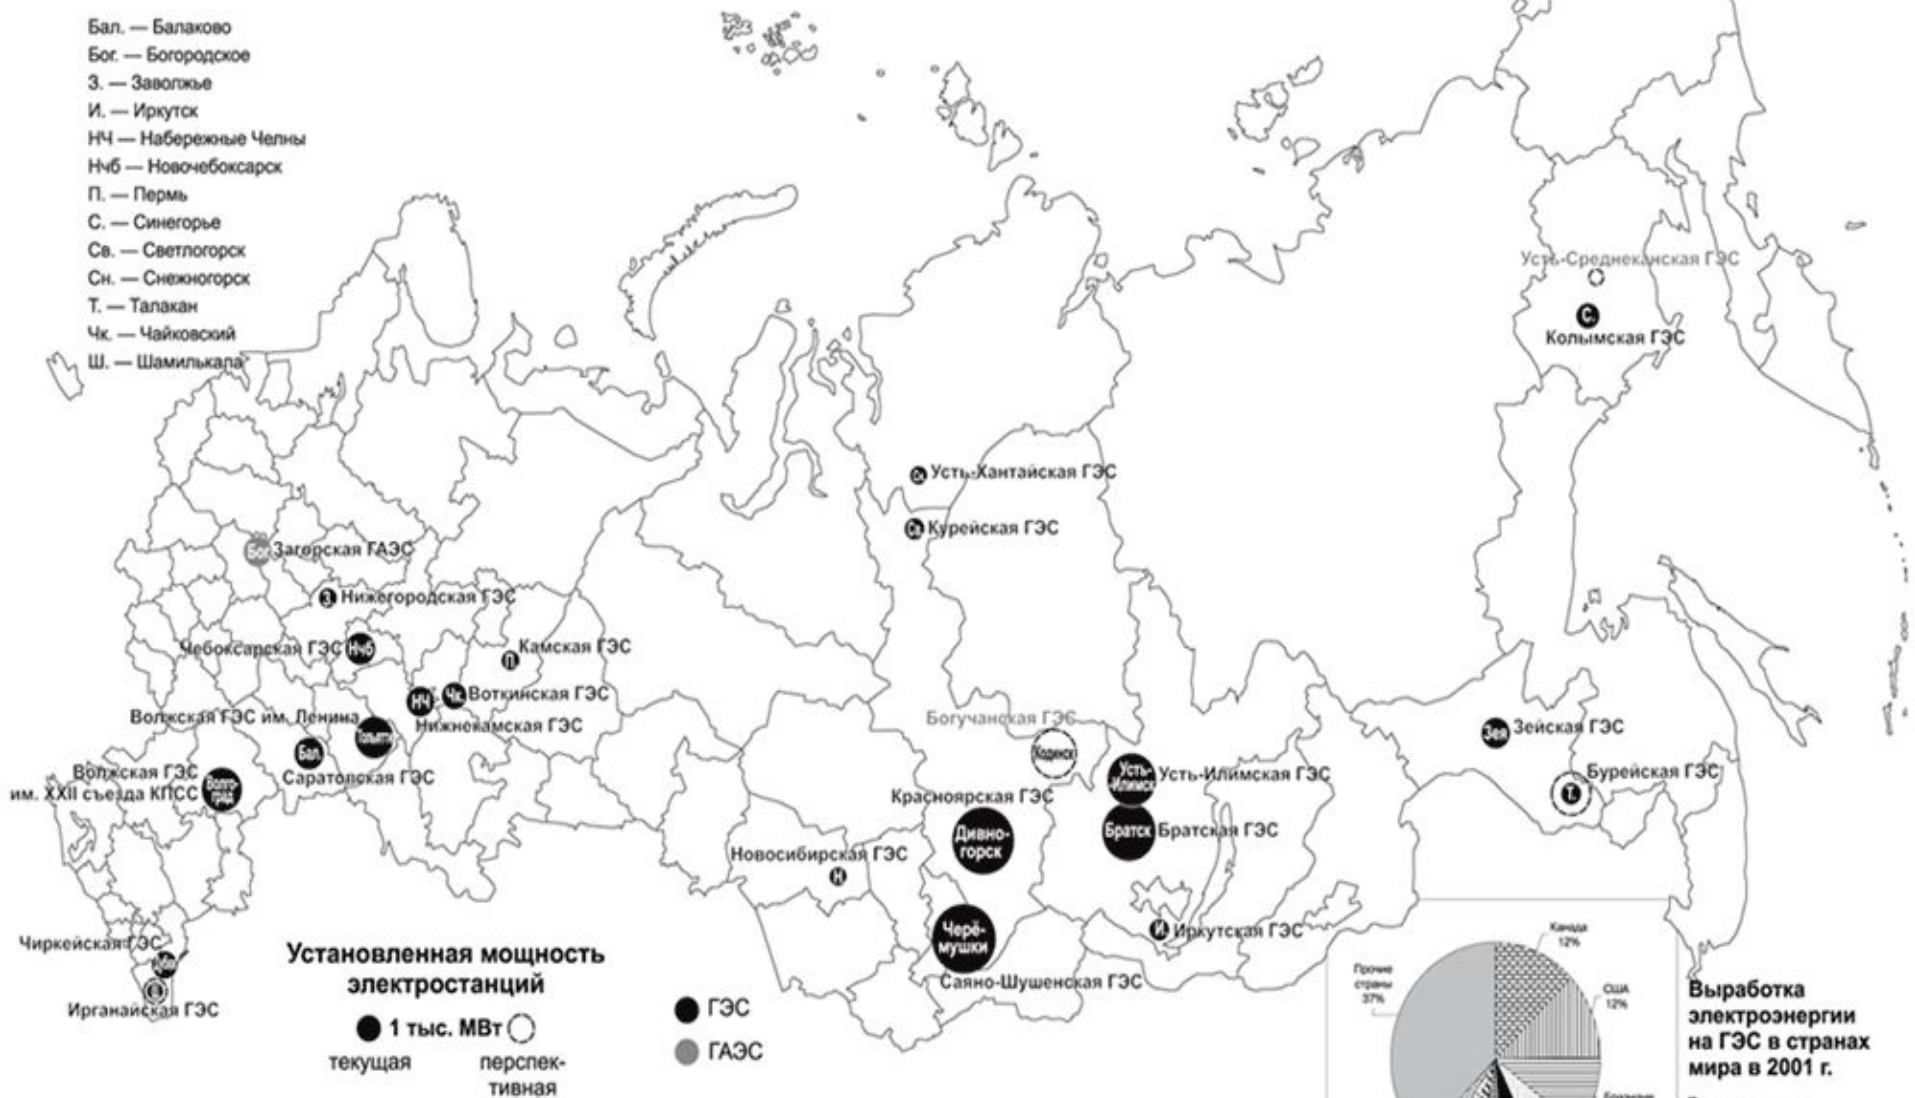 Бал. — Балаково
Бог. — Богородское
З. — Заволжье
И. — Иркутск
НЧ — Набережные Челны
Нчб — Новочебоксарск
П. — Пермь
С. — Синегорье
Св. — Светлогорск
Сн. — Снежногорск
Т. — Талакан
Чк. — Чайковский
Ш. — Шамилькала
Усть-Среднеканская ГЭС
С.
Колымская ГЭС
Усть-Хантайская ГЭС
Св.
Курейская ГЭС
Бог.
Загорская ГАЭС
З.
Нижегородская ГЭС
Чебоксарская ГЭС
Нчб
П.
Камская ГЭС
НЧ
Чк.
Воткинская ГЭС
Нижнекамская ГЭС
Волжская ГЭС им. Ленина
Тольятти
Бал.
Саратовская ГЭС
Волжская ГЭС
им. XXII съезда КПСС
Волго-
град
Богучанская ГЭС
Кодинск
Усть-
-Илимск
Усть-Илимская ГЭС
Зея
Зейская ГЭС
Бурейская ГЭС
Т.
Красноярская ГЭС
Дивно-
горск
Братск
Братская ГЭС
Новосибирская ГЭС
Н
Черё-
мушки
Саяно-Шушенская ГЭС
И.
Иркутская ГЭС
Чиркейская ГЭС
Ирганайская ГЭС
Установленная мощность
электростанций
1 тыс. МВт
текущая
перспек-
тивная
ГЭС
ГАЭС
Канада
12%
США
12%
Прочие
страны
37%
Выработка
электроэнергии
на ГЭС в странах
мира в 2001 г.